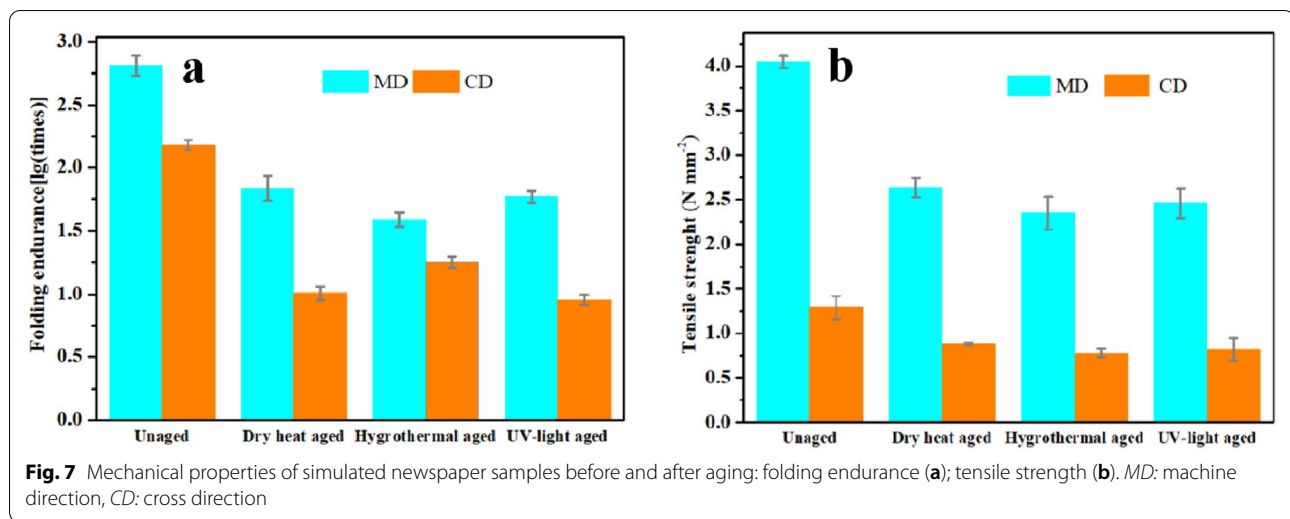 3.0
2.5
2.0
1.5
1.0
0.5
0.0
Folding endurance[lg(times)]
a
MD CD
Unaged Dry heat aged Hygrothermal aged UV-light aged
4.0
3.5
3.0
2.5
2.0
1.5
1.0
0.5
0.0
Tensile strenght (N mm⁻²)
b
MD CD
Unaged Dry heat aged Hygrothermal aged UV-light aged
Fig. 7 Mechanical properties of simulated newspaper samples before and after aging: folding endurance (a); tensile strength (b). MD: machine
direction, CD: cross direction